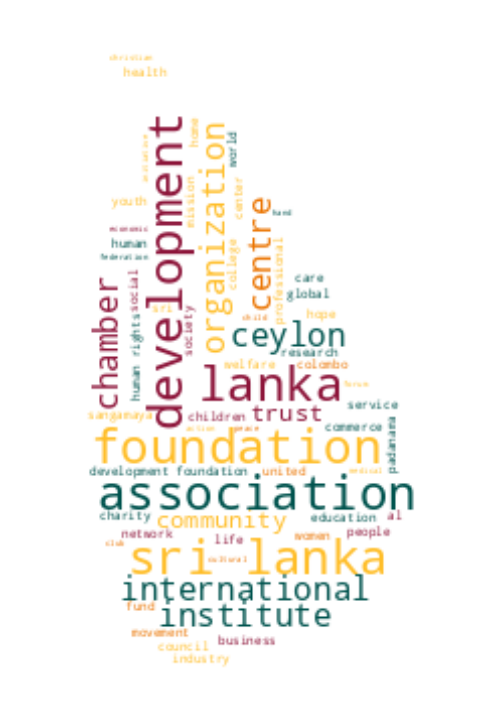 christian
health
development
organization
home
world
inclusive
mission
center
youth
centre
hand
economic
human
federation
college
professional
chamber
social
care
global
sri
society
child
hope
human rights
ceylon
research
welfare
colombo
lanka
forum
service
sangamaya
children
trust
padanama
action
peace
commerce
foundation
development foundation
united
medical
association
charity
community
education
al
network
life
women
people
club
sri lanka
cultural
international
fund
institute
movement
business
council
industry